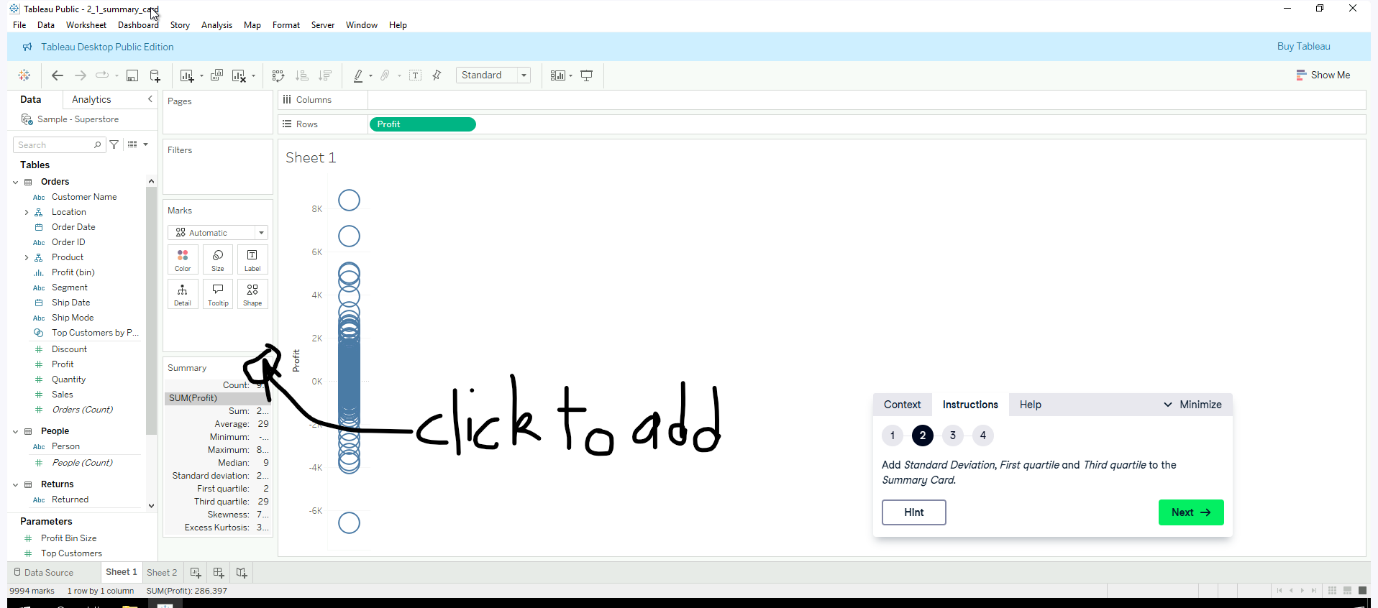 Tableau Public - 2_1_summary_card
File Data Worksheet Dashboard Story Analysis Map Format Server Window Help
Tableau Desktop Public Edition
Buy Tableau
Standard
Show Me
Data Analytics
Sample - Superstore
Search
Tables
Orders
Abc Customer Name
Location
Order Date
Abc Order ID
Product
Profit (bin)
Abc Segment
Ship Date
Abc Ship Mode
Top Customers by P...
# Discount
# Profit
# Quantity
# Sales
# Orders (Count)
People
Abc Person
# People (Count)
Returns
Abc Returned
Parameters
# Profit Bin Size
# Top Customers
Pages
Filters
Marks
Automatic
Color Size Label
Detail Tooltip Shape
Summary
Count:
SUM(Profit)
Sum: 2...
Average: 29
Minimum: -...
Maximum: 8...
Median: 9
Standard deviation: 2...
First quartile: 2
Third quartile: 29
Skewness: 7...
Excess Kurtosis: 3...
Columns
Rows Profit
Sheet 1
Profit
8K
6K
4K
2K
0K
-4K
-6K
click to add
Context Instructions Help Minimize
1 2 3 4
Add Standard Deviation, First quartile and Third quartile to the
Summary Card.
Hint
Next →
Data Source Sheet 1 Sheet 2
9994 marks 1 row by 1 column SUM(Profit): 286,397